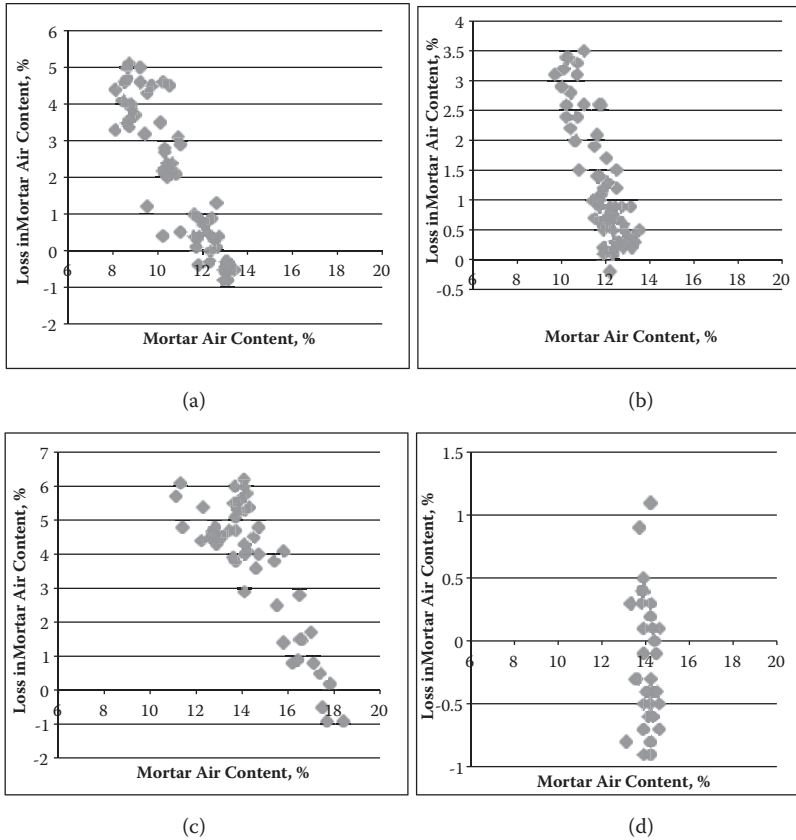 6
5
4
3
2
1
0
-1
-2
6 8 10 12 14 16 18 20
Loss inMortar Air Content, %
Mortar Air Content, %
(a)
4
3.5
3
2.5
2
1.5
1
0.5
0
-0.5
6 8 10 12 14 16 18 20
Loss inMortar Air Content, %
Mortar Air Content, %
(b)
7
6
5
4
3
2
1
0
-1
-2
6 8 10 12 14 16 18 20
Loss inMortar Air Content, %
Mortar Air Content, %
(c)
1.5
1
0.5
0
-0.5
-1
6 8 10 12 14 16 18 20
Loss inMortar Air Content, %
Mortar Air Content, %
(d)